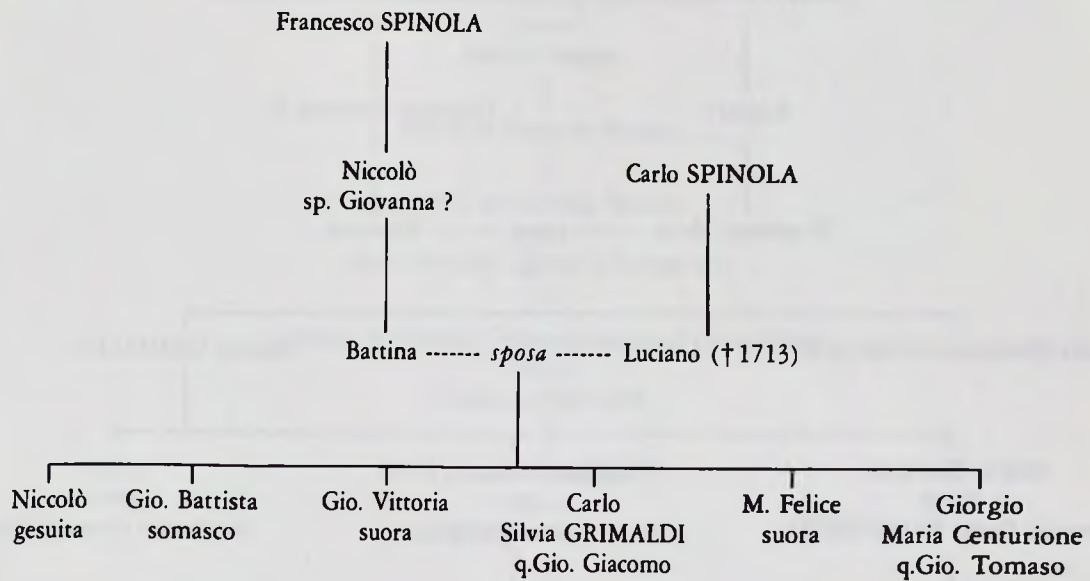 Francesco SPINOLA
Niccolò
sp. Giovanna ?
Carlo SPINOLA
Battina ------- sposa ------- Luciano († 1713)
Niccolò
gesuita
Gio. Battista
somasco
Gio. Vittoria
suora
Carlo
Silvia GRIMALDI
q.Gio. Giacomo
M. Felice
suora
Giorgio
Maria Centurione
q.Gio. Tomaso